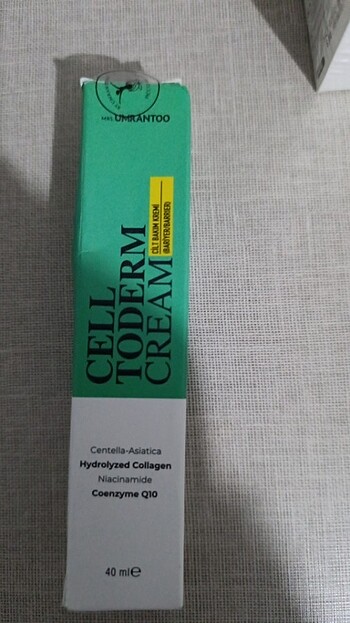 MRS.UMRANTOO
CELL
TODERM
CREAM
CİLT BAKIM KREMİ
(BARİYER/BARRIER)
Centella-Asiatica
Hydrolyzed Collagen
Niacinamide
Coenzyme Q10
40 ml℮